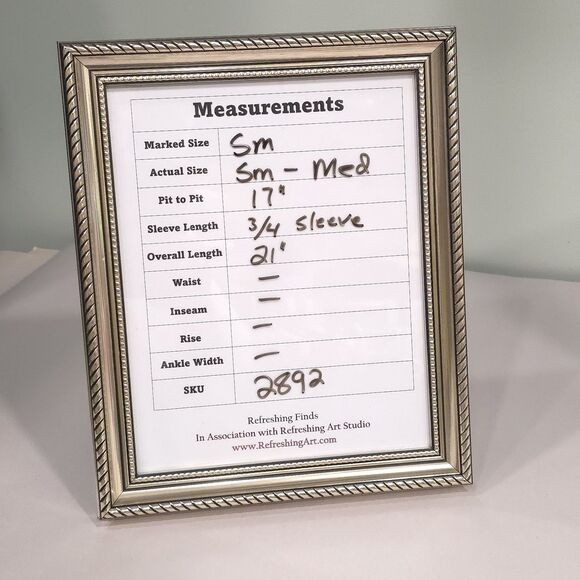 Measurements
Marked Size Sm
Actual Size Sm - Med
Pit to Pit 17"
Sleeve Length 3/4 Sleeve
Overall Length 21"
Waist —
Inseam —
Rise —
Ankle Width —
SKU 2892
Refreshing Finds
In Association with Refreshing Art Studio
www.RefreshingArt.com